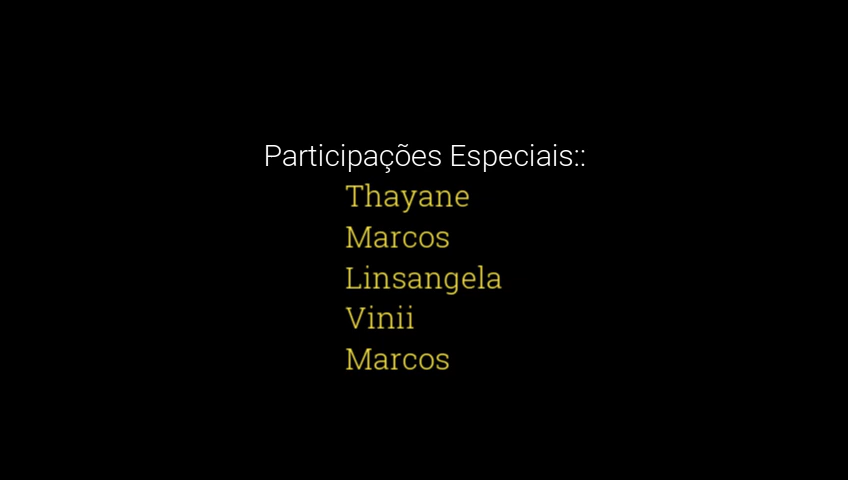 Participações Especiais::
Thayane
Marcos
Linsangela
Vinii
Marcos